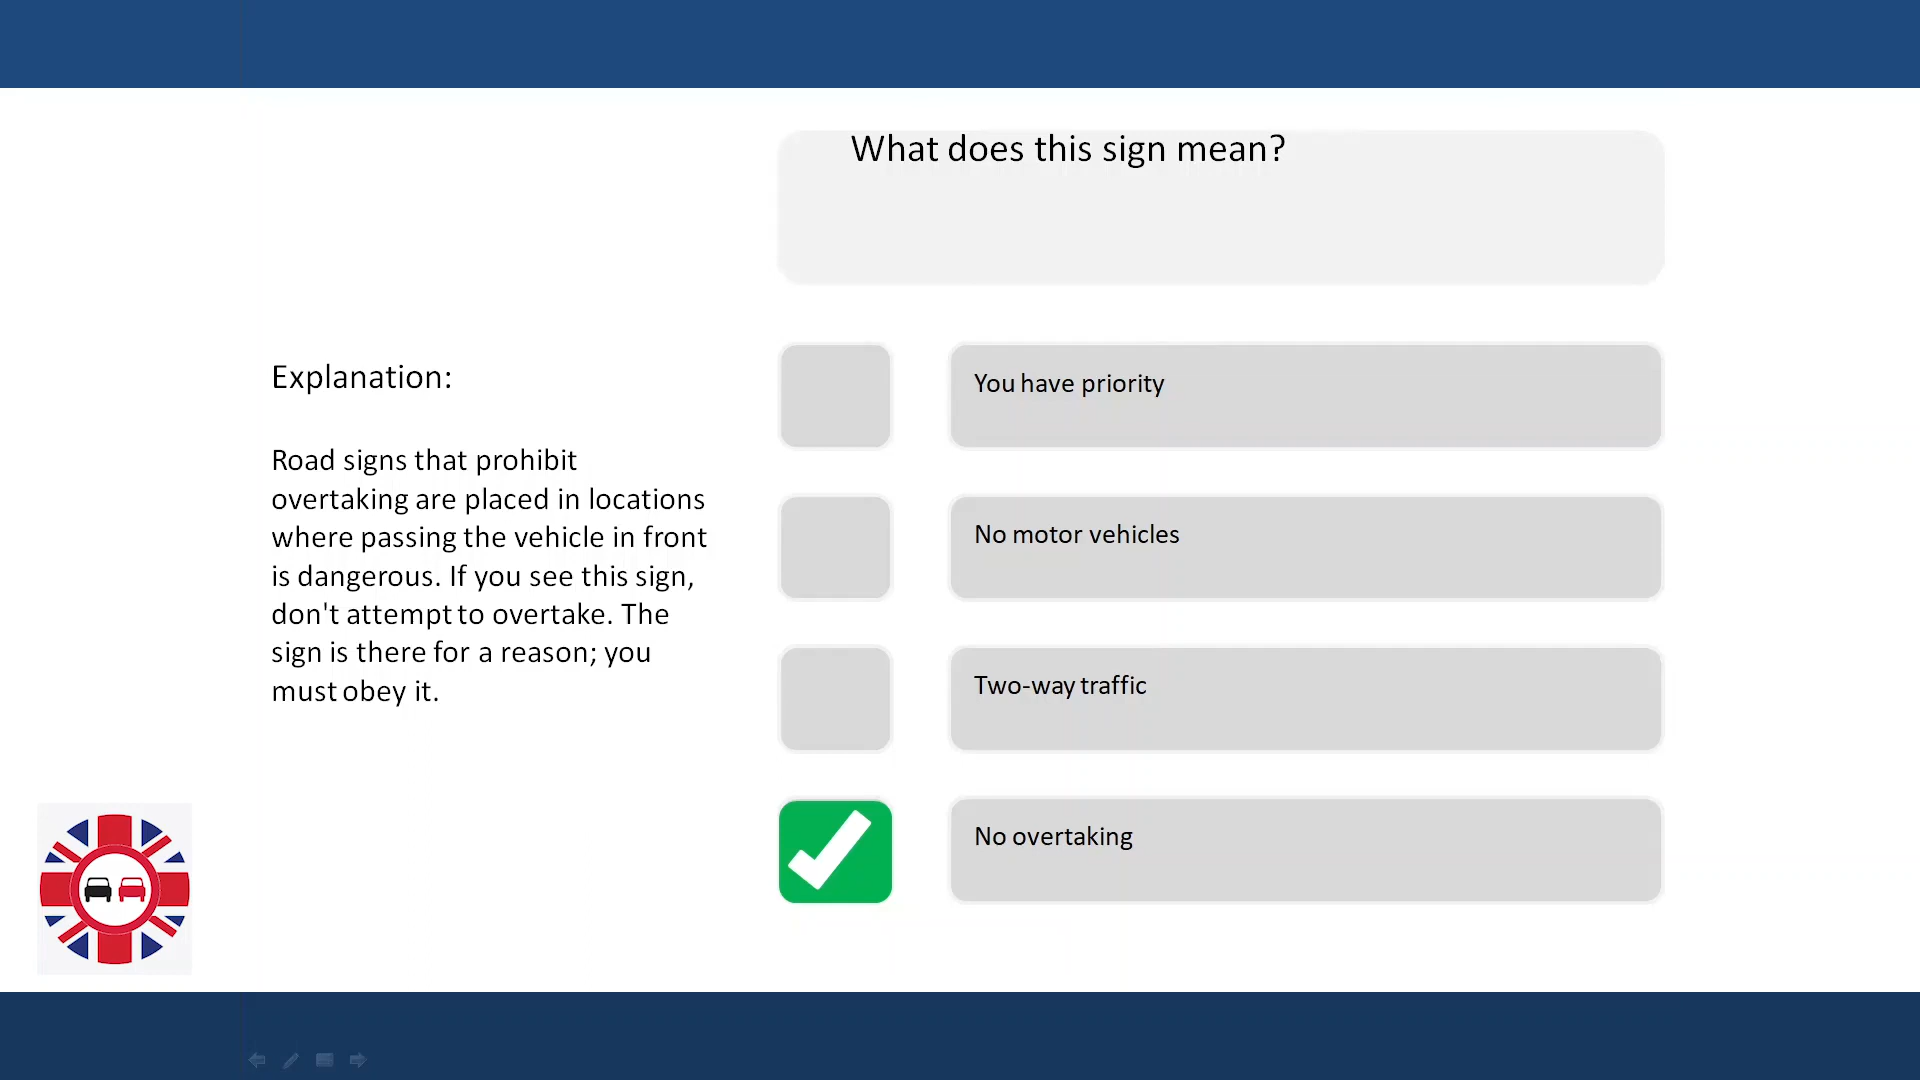 What does this sign mean?
Explanation:
Road signs that prohibit
overtaking are placed in locations
where passing the vehicle in front
is dangerous. If you see this sign,
don't attempt to overtake. The
sign is there for a reason; you
must obey it.
You have priority
No motor vehicles
Two-way traffic
No overtaking